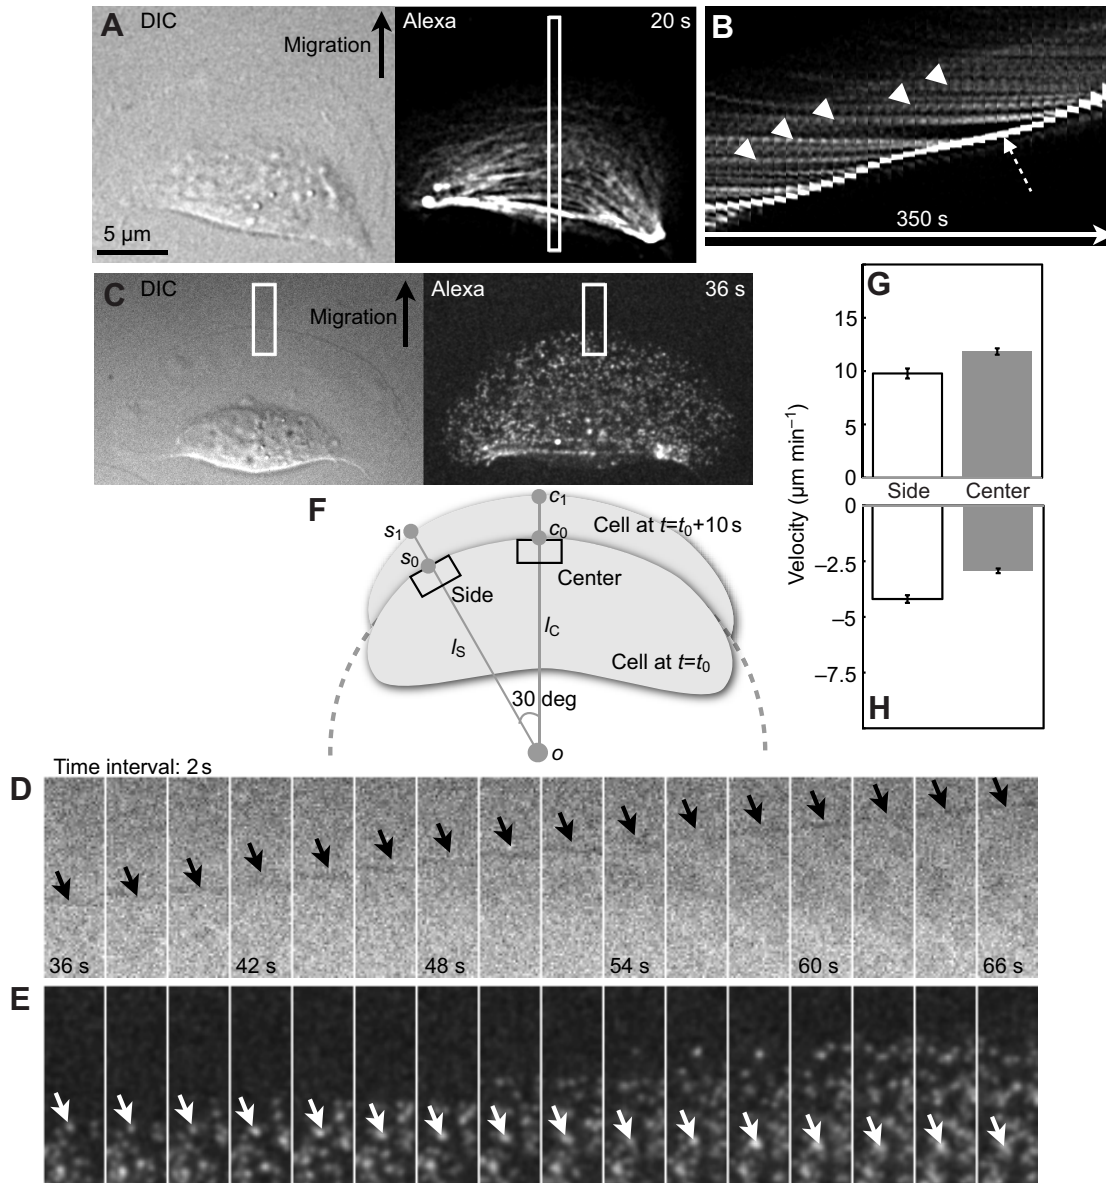 A DIC Migration Alexa 20 s
5 µm
B
350 s
C DIC Migration Alexa 36 s
G
15
10
5
0
Side Center
Velocity (µm min⁻¹)
0
−2.5
−5
−7.5
H
F
c₁
s₁
c₀
Cell at t=t₀+10 s
s₀
Side
Center
lC
lS
Cell at t=t₀
30 deg
o
Time interval: 2 s
D
36 s 42 s 48 s 54 s 60 s 66 s
E